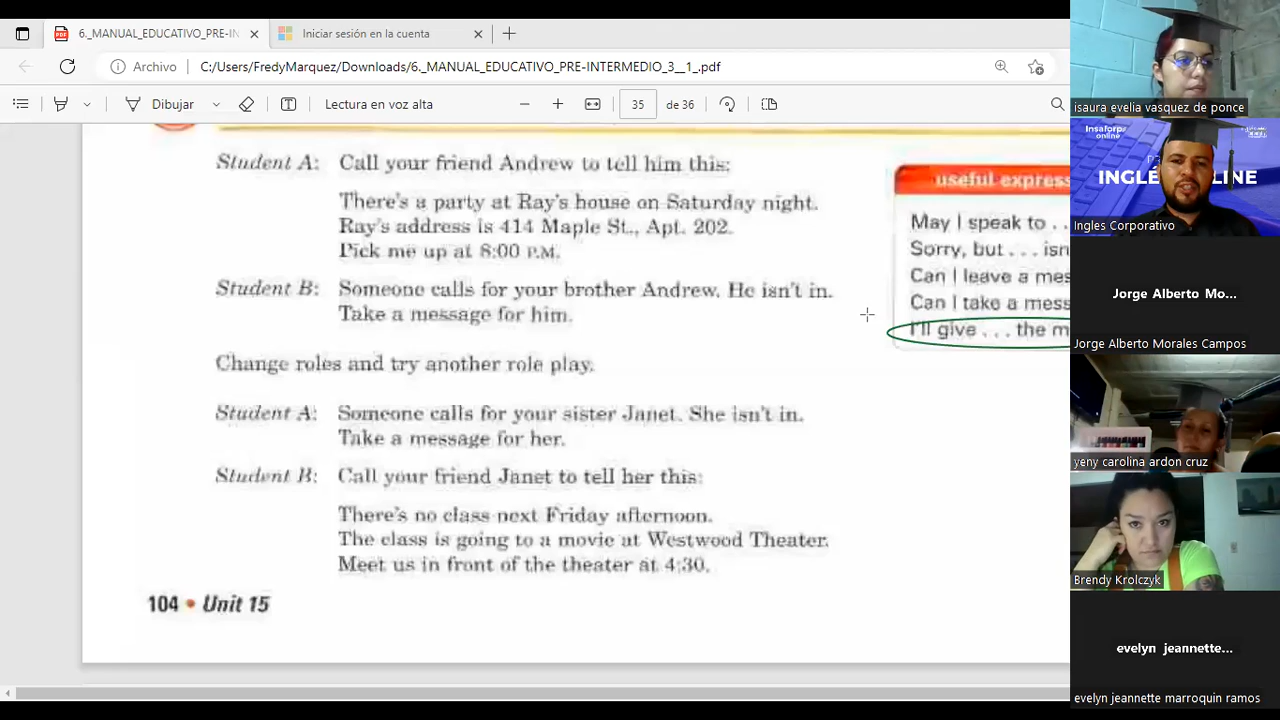 6._MANUAL_EDUCATIVO_PRE-IN
Iniciar sesión en la cuenta
Archivo
C:/Users/FredyMarquez/Downloads/6._MANUAL_EDUCATIVO_PRE-INTERMEDIO_3__1_.pdf
Dibujar
Lectura en voz alta
35
de 36
Student A: Call your friend Andrew to tell him this:
There's a party at Ray's house on Saturday night.
Ray's address is 414 Maple St., Apt. 202.
Pick me up at 8:00 P.M.
Student B: Someone calls for your brother Andrew. He isn't in.
Take a message for him.
Change roles and try another role play.
Student A: Someone calls for your sister Janet. She isn't in.
Take a message for her.
Student B: Call your friend Janet to tell her this:
There's no class next Friday afternoon.
The class is going to a movie at Westwood Theater.
Meet us in front of the theater at 4:30.
104 • Unit 15
useful express
May I speak to . .
Sorry, but . . . isn
Can I leave a mes
Can I take a mess
I'll give . . . the m
isaura evelia vasquez de ponce
Insaforp
online
INGLÉ
NLINE
Ingles Corporativo
Jorge Alberto Mo...
Jorge Alberto Morales Campos
yeny carolina ardon cruz
Brendy Krolczyk
evelyn jeannette...
evelyn jeannette marroquin ramos